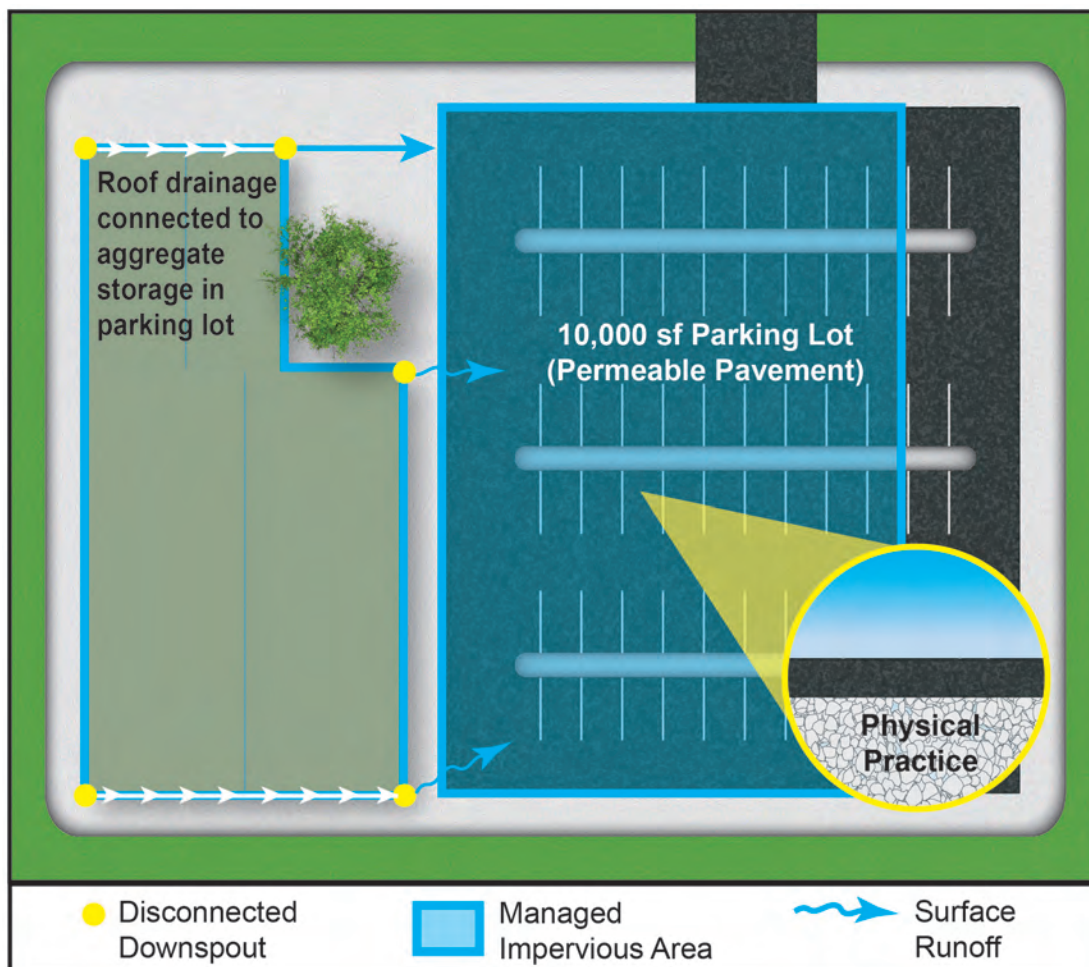 Roof drainage
connected to
aggregate
storage in
parking lot
10,000 sf Parking Lot
(Permeable Pavement)
Physical
Practice
Disconnected
Downspout
Managed
Impervious Area
Surface
Runoff